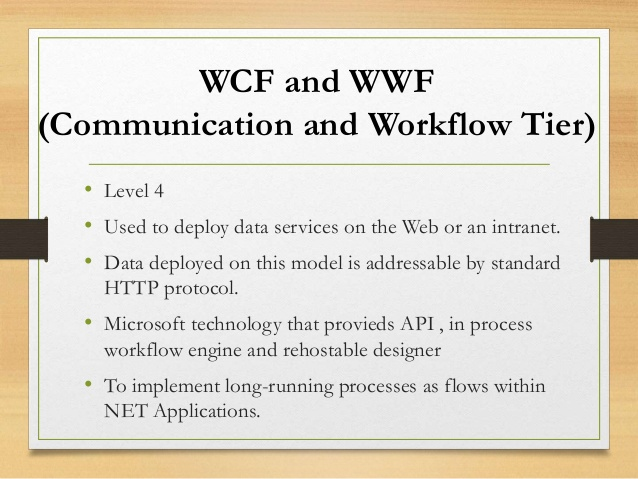 WCF and WWF
(Communication and Workflow Tier)
• Level 4
• Used to deploy data services on the Web or an intranet.
• Data deployed on this model is addressable by standard
HTTP protocol.
• Microsoft technology that provieds API , in process
workflow engine and rehostable designer
• To implement long-running processes as flows within
NET Applications.